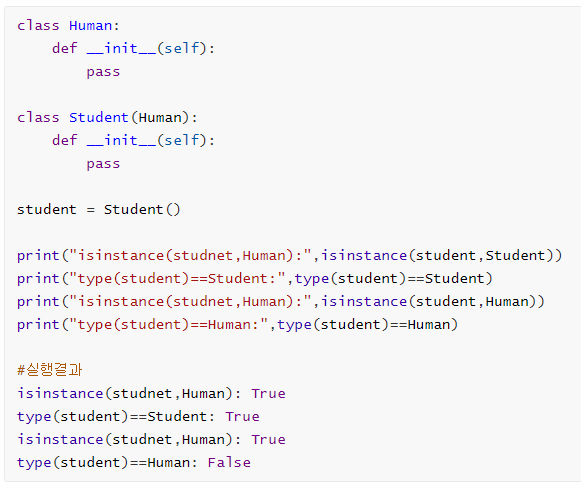 class Human:
    def __init__(self):
        pass

class Student(Human):
    def __init__(self):
        pass

student = Student()

print("isinstance(studnet,Human):",isinstance(student,Student))
print("type(student)==Student:",type(student)==Student)
print("isinstance(studnet,Human):",isinstance(student,Human))
print("type(student)==Human:",type(student)==Human)

#실행결과
isinstance(studnet,Human): True
type(student)==Student: True
isinstance(studnet,Human): True
type(student)==Human: False